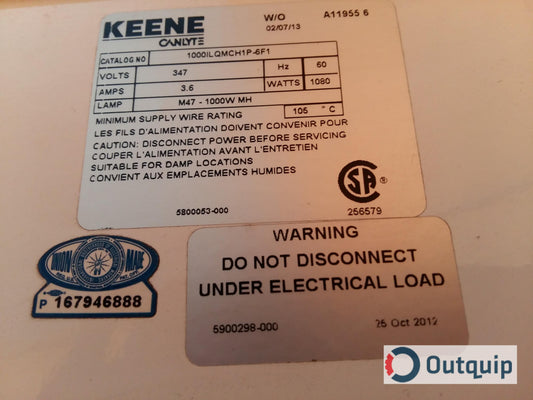 KEENE
CANLYTE
W/O A11955 6
02/07/13
CATALOG.NO 1000ILQMCH1P-6F1
VOLTS 347 Hz 60
AMPS 3.6 WATTS 1080
LAMP M47 - 1000W MH
MINIMUM SUPPLY WIRE RATING 105 ° C
LES FILS D'ALIMENTATION DOIVENT CONVENIR POUR
CAUTION: DISCONNECT POWER BEFORE SERVICING
COUPER L'ALIMENTATION AVANT L'ENTRETIEN
SUITABLE FOR DAMP LOCATIONS
CONVIENT AUX EMPLACEMENTS HUMIDES
5800053-000
CSA
®
256579
UNION MADE
P 167946888
WARNING
DO NOT DISCONNECT
UNDER ELECTRICAL LOAD
5900298-000 25 Oct 2012
Outquip